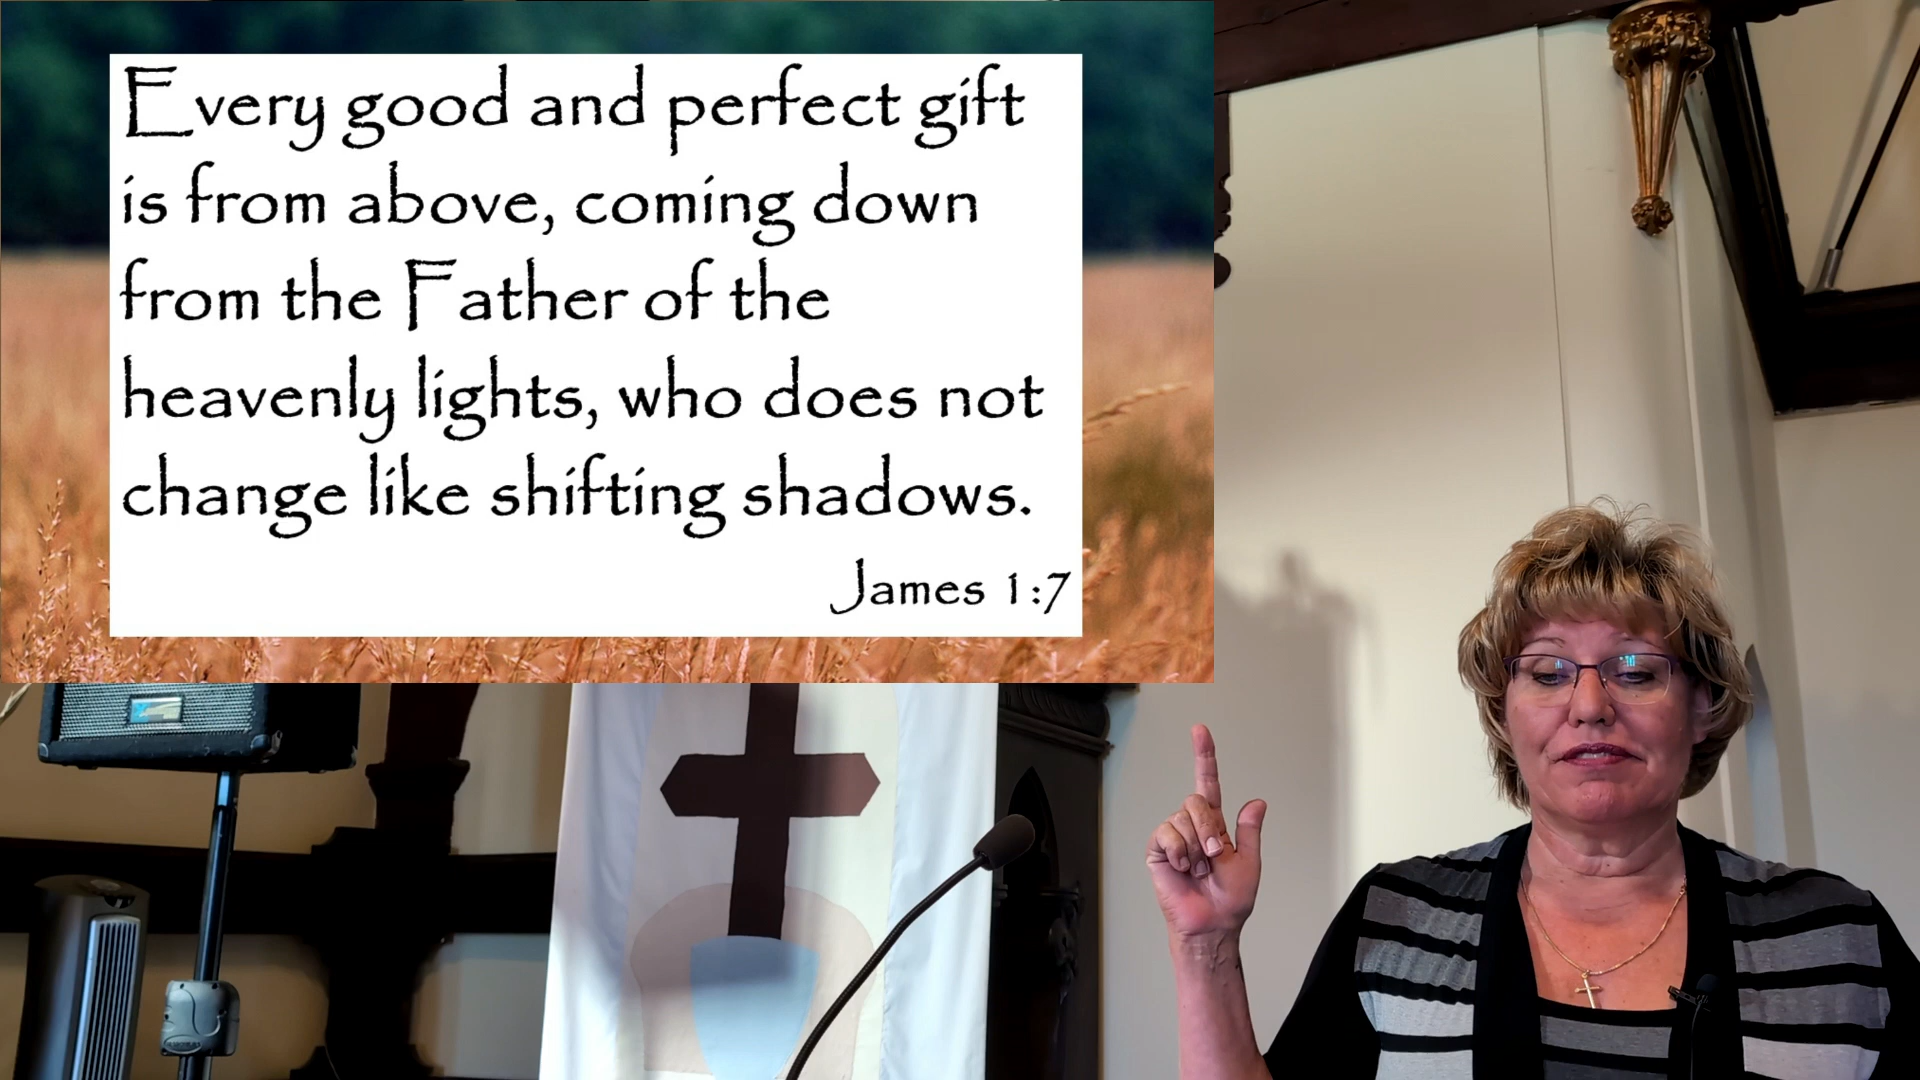 Every good and perfect gift
is from above, coming down
from the Father of the
heavenly lights, who does not
change like shifting shadows.
James 1:7